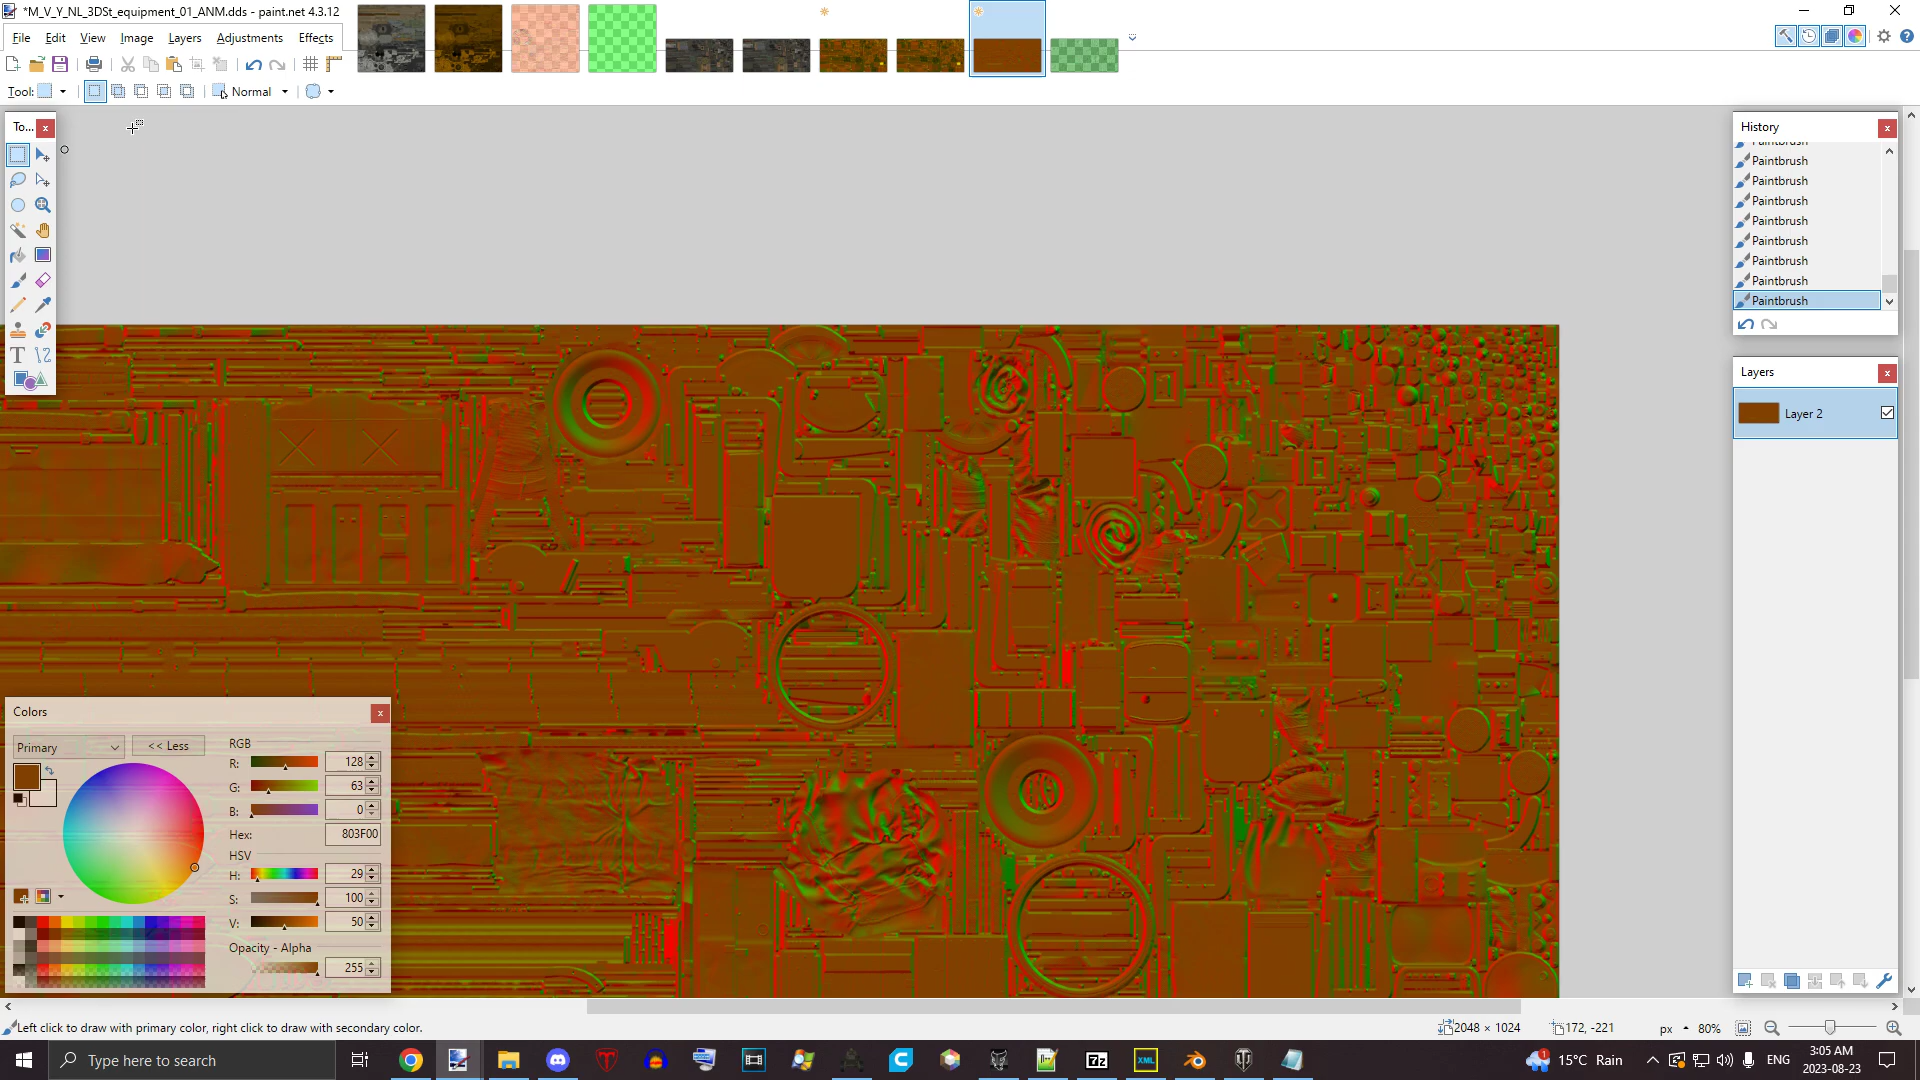 *M_V_Y_NL_3DSt_equipment_01_ANM.dds - paint.net 4.3.12
File Edit View Image Layers Adjustments Effects
Tool: Normal
To...
History
Paintbrush
Paintbrush
Paintbrush
Paintbrush
Paintbrush
Paintbrush
Paintbrush
Paintbrush
Paintbrush
Layers
Layer 2
Colors
Primary
<< Less
RGB
R: 128
G: 63
B: 0
Hex: 803F00
HSV
H: 29
S: 100
V: 50
Opacity - Alpha
255
Left click to draw with primary color, right click to draw with secondary color.
2048 × 1024
172, -221
px
80%
Type here to search
7z
XML
1
15°C Rain
ENG
3:05 AM
2023-08-23